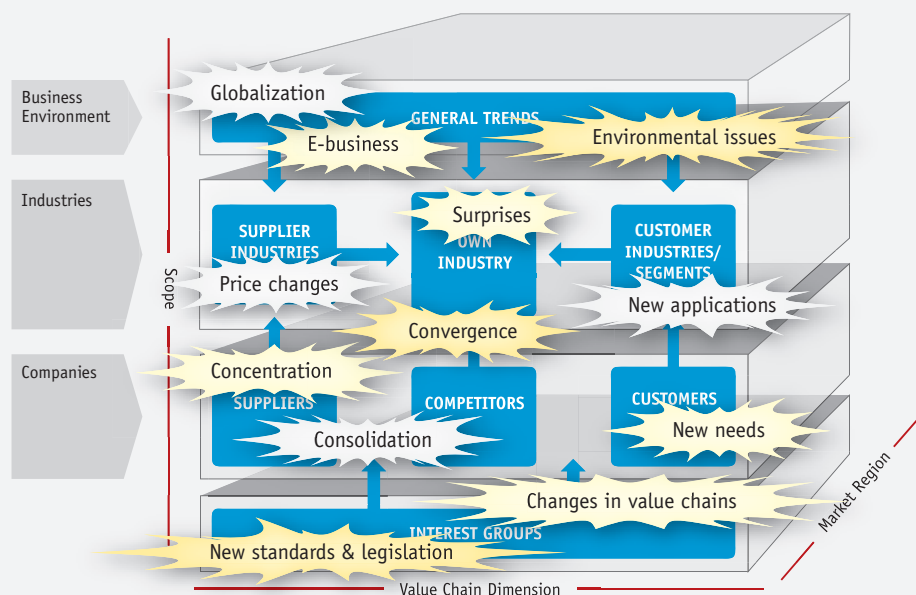 Globalization
Business
Environment
GENERAL TRENDS
E-business
Environmental issues
Industries
Surprises
SUPPLIER
INDUSTRIES
OWN
INDUSTRY
CUSTOMER
INDUSTRIES/
SEGMENTS
Scope
Price changes
New applications
Convergence
Companies
Concentration
SUPPLIERS
COMPETITORS
CUSTOMERS
Consolidation
New needs
Changes in value chains
Market Region
INTEREST GROUPS
New standards & legislation
Value Chain Dimension